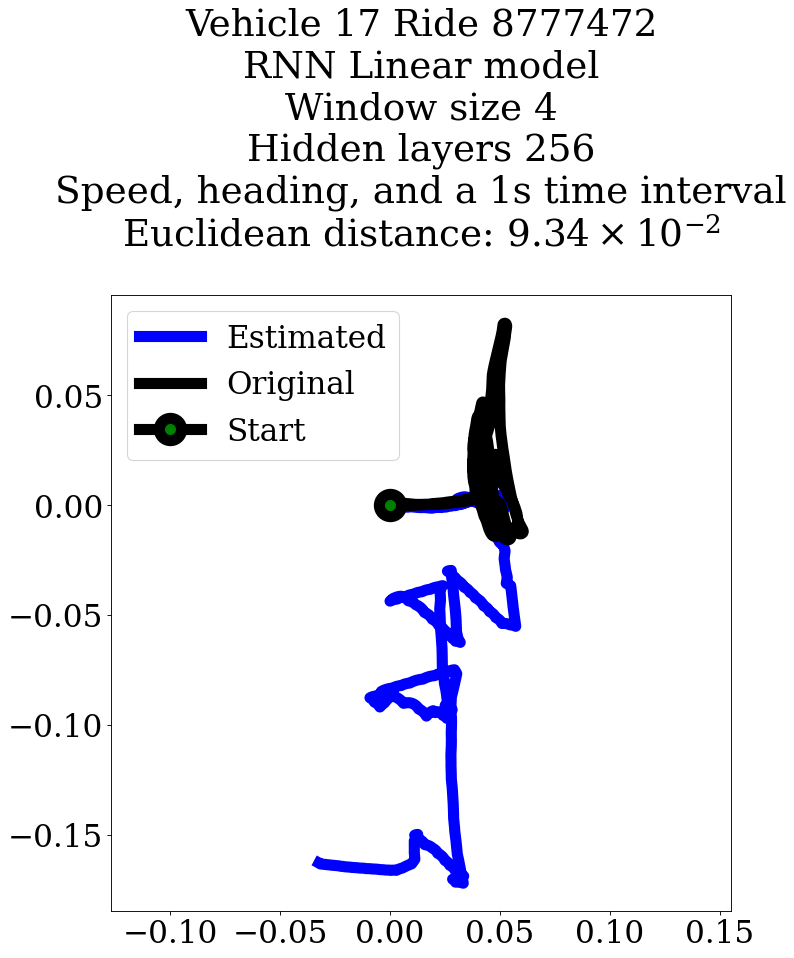 Vehicle 17 Ride 8777472
RNN Linear model
Window size 4
Hidden layers 256
Speed, heading, and a 1s time interval
Euclidean distance: 9.34 × 10⁻²
Estimated
Original
Start
0.05
0.00
−0.05
−0.10
−0.15
−0.10 −0.05 0.00 0.05 0.10 0.15